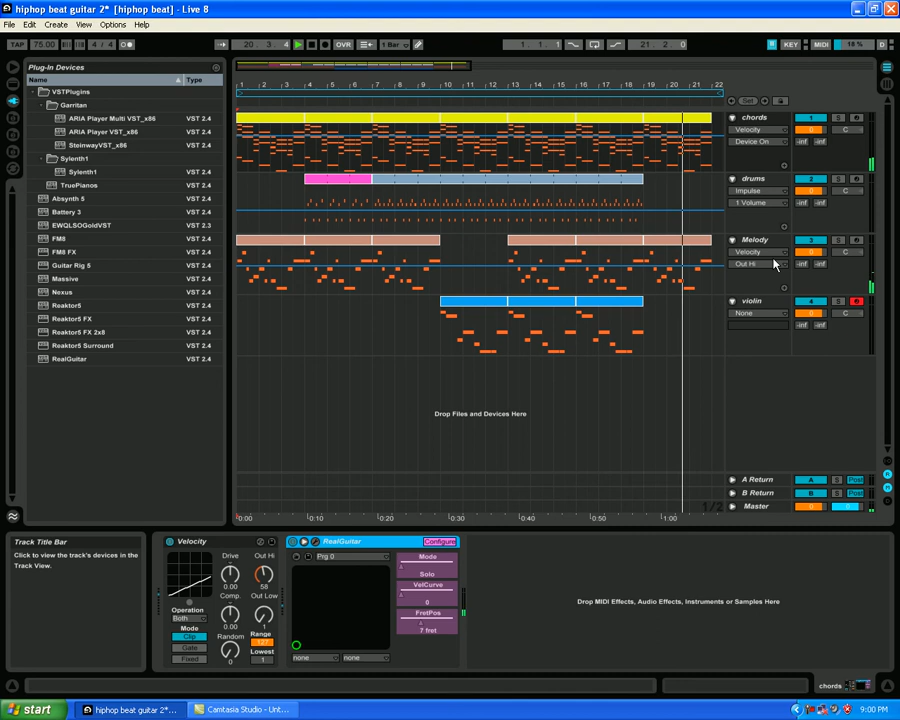 hiphop beat guitar 2* [hiphop beat] - Live 8
File Edit Create View Options Help
TAP 75.00 4 / 4 OVR 1 Bar
20. 3. 4
1. 1. 1
21. 2. 0
KEY MIDI 18 % D
Plug-In Devices
Name Type
VSTPlugins
Garritan
ARIA Player Multi VST_x86 VST 2.4
ARIA Player VST_x86 VST 2.4
SteinwayVST_x86 VST 2.4
Sylenth1
Sylenth1 VST 2.4
TruePianos VST 2.4
Absynth 5 VST 2.4
Battery 3 VST 2.4
EWQLSOGoldVST VST 2.3
FM8 VST 2.4
FM8 FX VST 2.4
Guitar Rig 5 VST 2.4
Massive VST 2.4
Nexus VST 2.4
Reaktor5 VST 2.4
Reaktor5 FX VST 2.4
Reaktor5 FX 2x8 VST 2.4
Reaktor5 Surround VST 2.4
RealGuitar VST 2.4
1 2 3 4 5 6 7 8 9 10 11 12 13 14 15 16 17 18 19 20 21 22
Set
chords 1 S
Velocity 0 C
Device On -inf -inf
drums 2 S
Impulse 0 C
1 Volume -inf -inf
Melody 3 S
Velocity 0 C
Out Hi -inf -inf
violin 4 S
None 0 C
-inf -inf
Drop Files and Devices Here
A Return A S Post
B Return B S Post
1/2 Master 0 0
0:00 0:10 0:20 0:30 0:40 0:50 1:00
Track Title Bar
Click to view the track's devices in the
Track View.
Velocity
Drive Out Hi
0.00 58
Comp. Out Low
0.00 1
Operation
Both
Mode
Clip
Gate
Fixed
Random
0
Range
127
Lowest
1
RealGuitar Configure
Prg 0
none none
Mode
Solo
VelCurve
0
FretPos
7 fret
Drop MIDI Effects, Audio Effects, Instruments or Samples Here
chords
start
hiphop beat guitar 2*...
Camtasia Studio - Unt...
9:00 PM